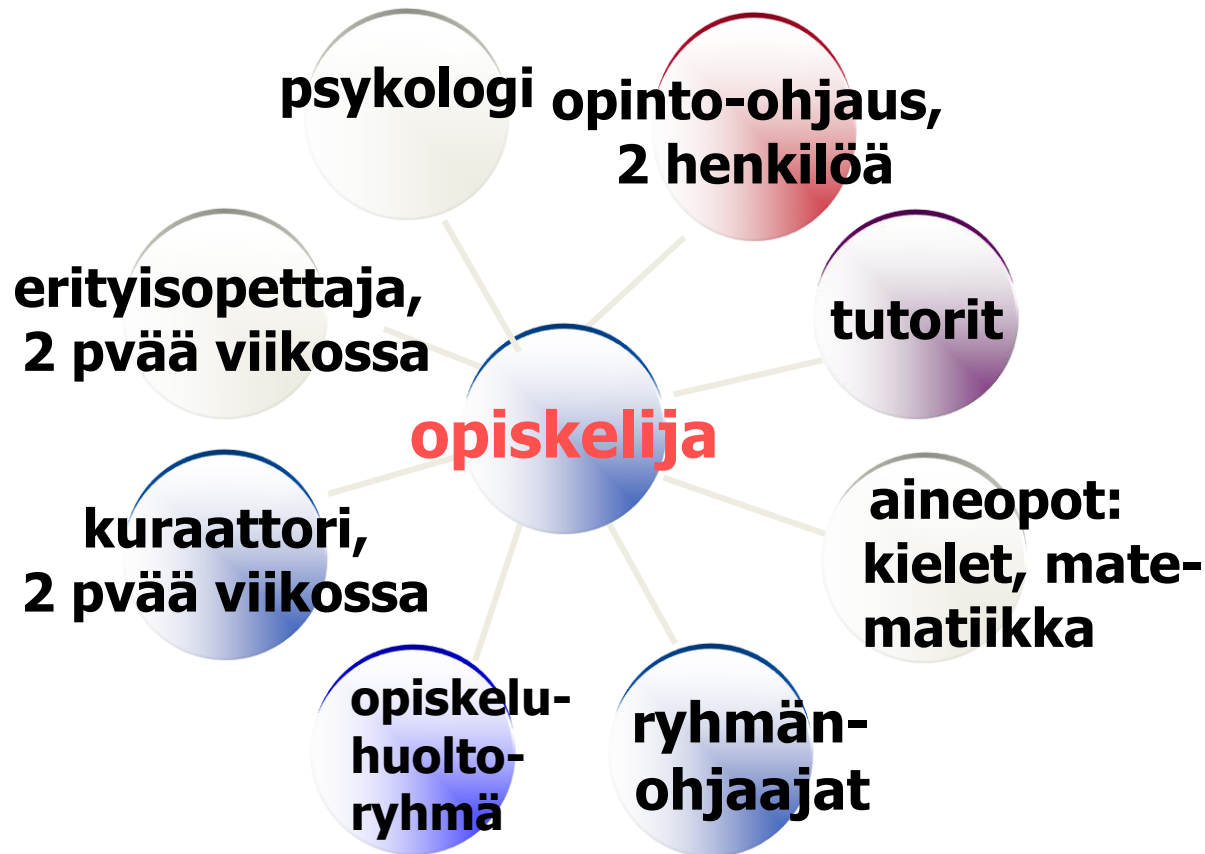 psykologi
opinto-ohjaus,
2 henkilöä
erityisopettaja,
2 pvää viikossa
tutorit
opiskelija
kuraattori,
2 pvää viikossa
aineopot:
kielet, mate-
matiikka
opiskelu-
huolto-
ryhmä
ryhmän-
ohjaajat